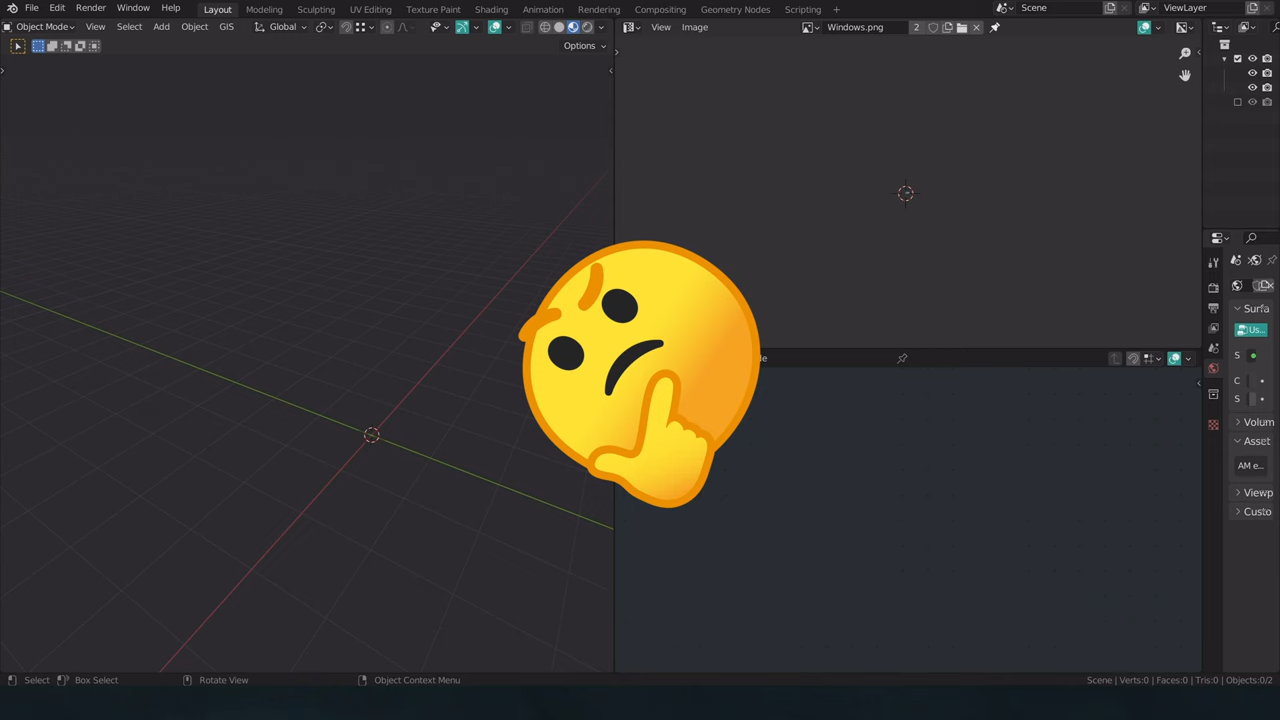 File Edit Render Window Help Layout Modeling Sculpting UV Editing Texture Paint Shading Animation Rendering Compositing Geometry Nodes Scripting + Scene ViewLayer
Object Mode View Select Add Object GIS Global View Image Windows.png 2
Options
Surfa
Us...
S
C
S
Volum
Asset
AM e...
Viewp
Custo
Select Box Select Rotate View Object Context Menu Scene | Verts:0 | Faces:0 | Tris:0 | Objects:0/2